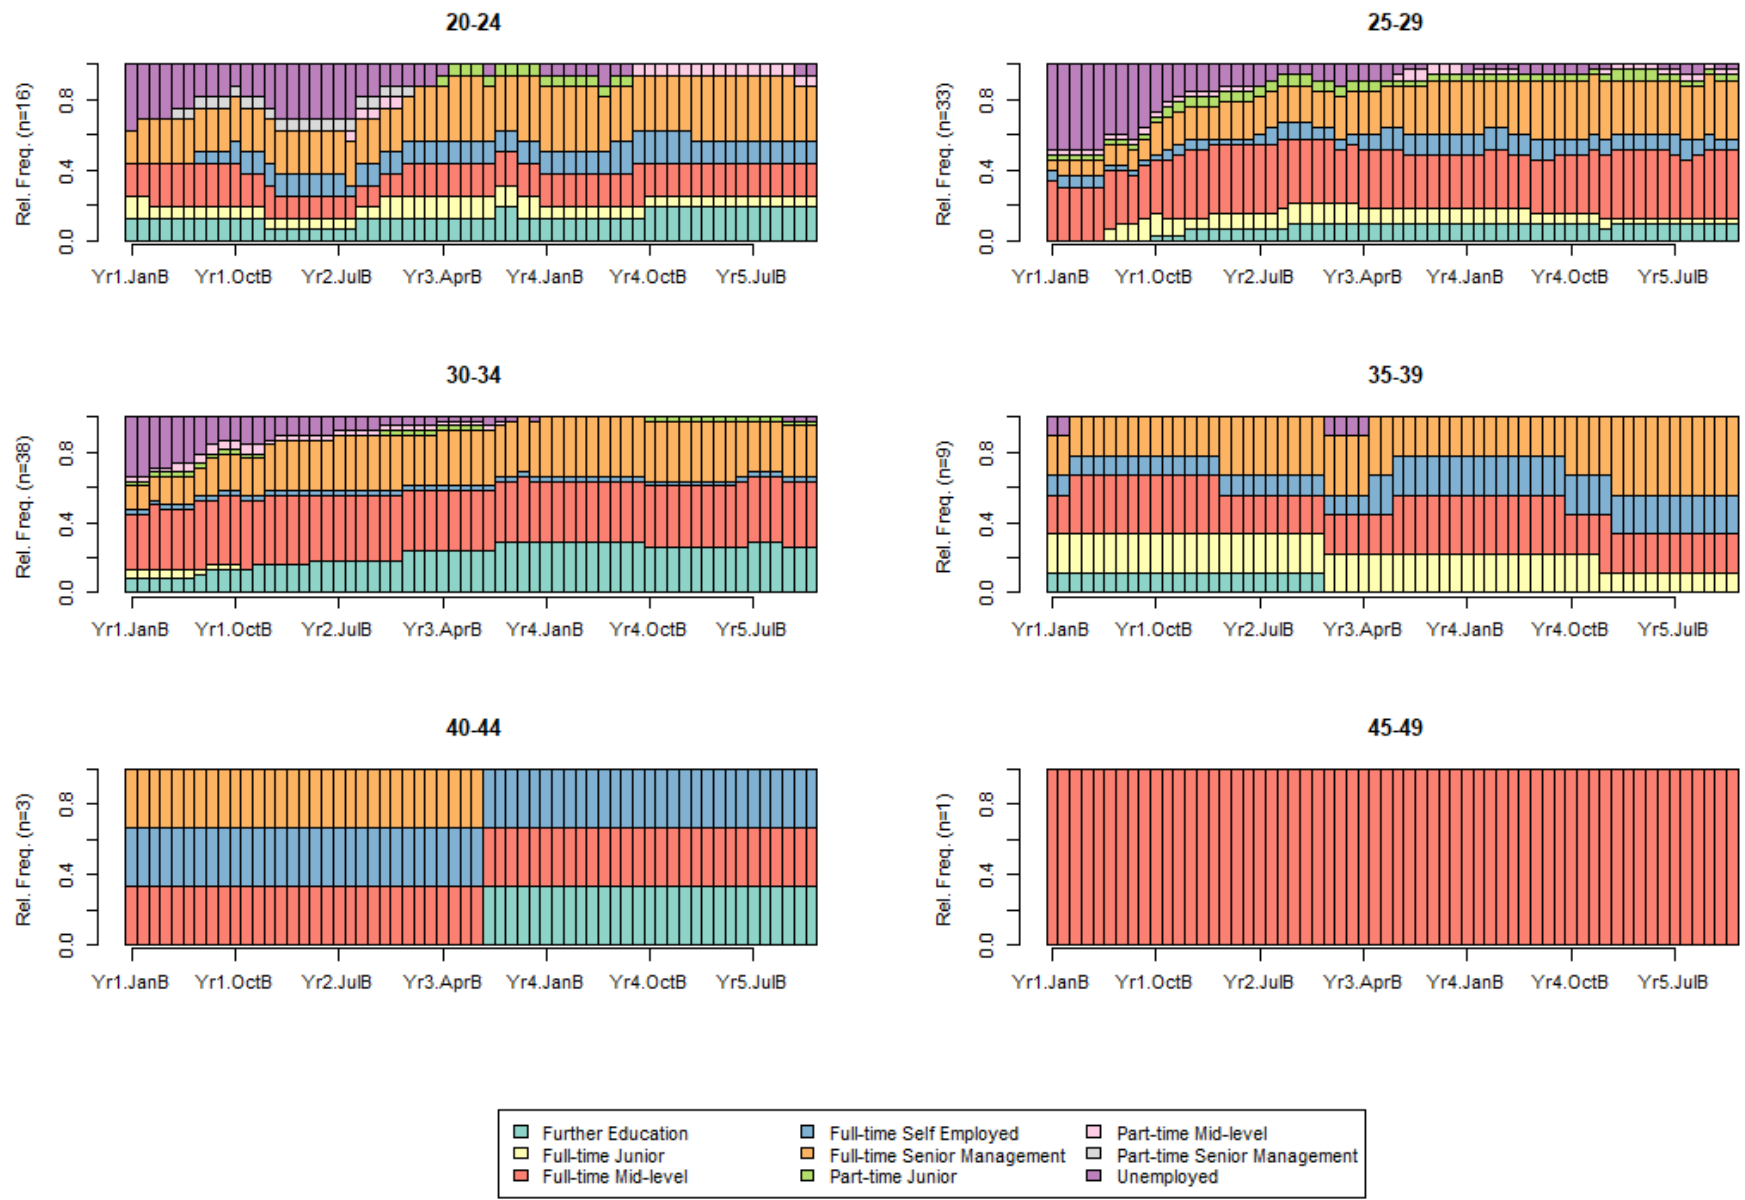 20-24
25-29
Rel. Freq. (n=16)
0.0 0.4 0.8
Yr1.JanB Yr1.OctB Yr2.JulB Yr3.AprB Yr4.JanB Yr4.OctB Yr5.JulB
Rel. Freq. (n=33)
0.0 0.4 0.8
Yr1.JanB Yr1.OctB Yr2.JulB Yr3.AprB Yr4.JanB Yr4.OctB Yr5.JulB
30-34
35-39
Rel. Freq. (n=38)
0.0 0.4 0.8
Yr1.JanB Yr1.OctB Yr2.JulB Yr3.AprB Yr4.JanB Yr4.OctB Yr5.JulB
Rel. Freq. (n=9)
0.0 0.4 0.8
Yr1.JanB Yr1.OctB Yr2.JulB Yr3.AprB Yr4.JanB Yr4.OctB Yr5.JulB
40-44
45-49
Rel. Freq. (n=3)
0.0 0.4 0.8
Yr1.JanB Yr1.OctB Yr2.JulB Yr3.AprB Yr4.JanB Yr4.OctB Yr5.JulB
Rel. Freq. (n=1)
0.0 0.4 0.8
Yr1.JanB Yr1.OctB Yr2.JulB Yr3.AprB Yr4.JanB Yr4.OctB Yr5.JulB
Further Education
Full-time Junior
Full-time Mid-level
Full-time Self Employed
Full-time Senior Management
Part-time Junior
Part-time Mid-level
Part-time Senior Management
Unemployed